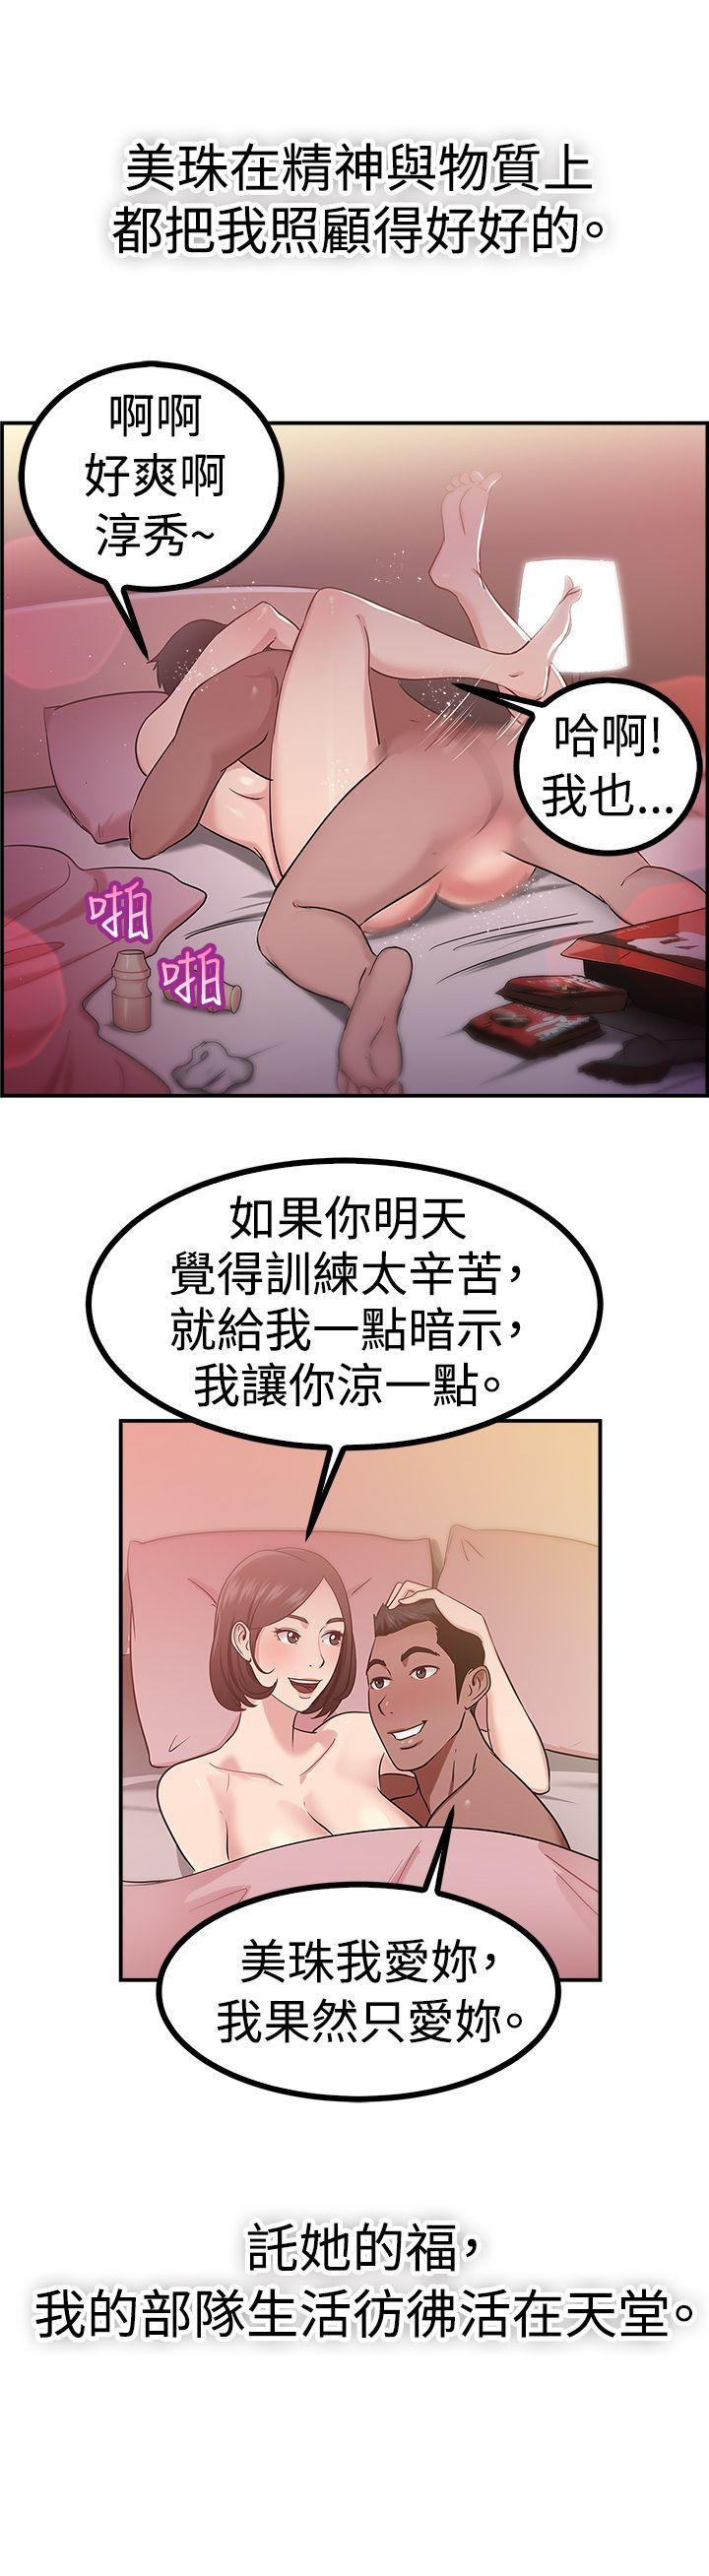 美珠在精神與物質上
都把我照顧得好好的。
啊啊
好爽啊
淳秀~
哈啊!
我也...
啪
啪
如果你明天
覺得訓練太辛苦，
就給我一點暗示，
我讓你涼一點。
美珠我愛妳，
我果然只愛妳。
託她的福，
我的部隊生活彷彿活在天堂。